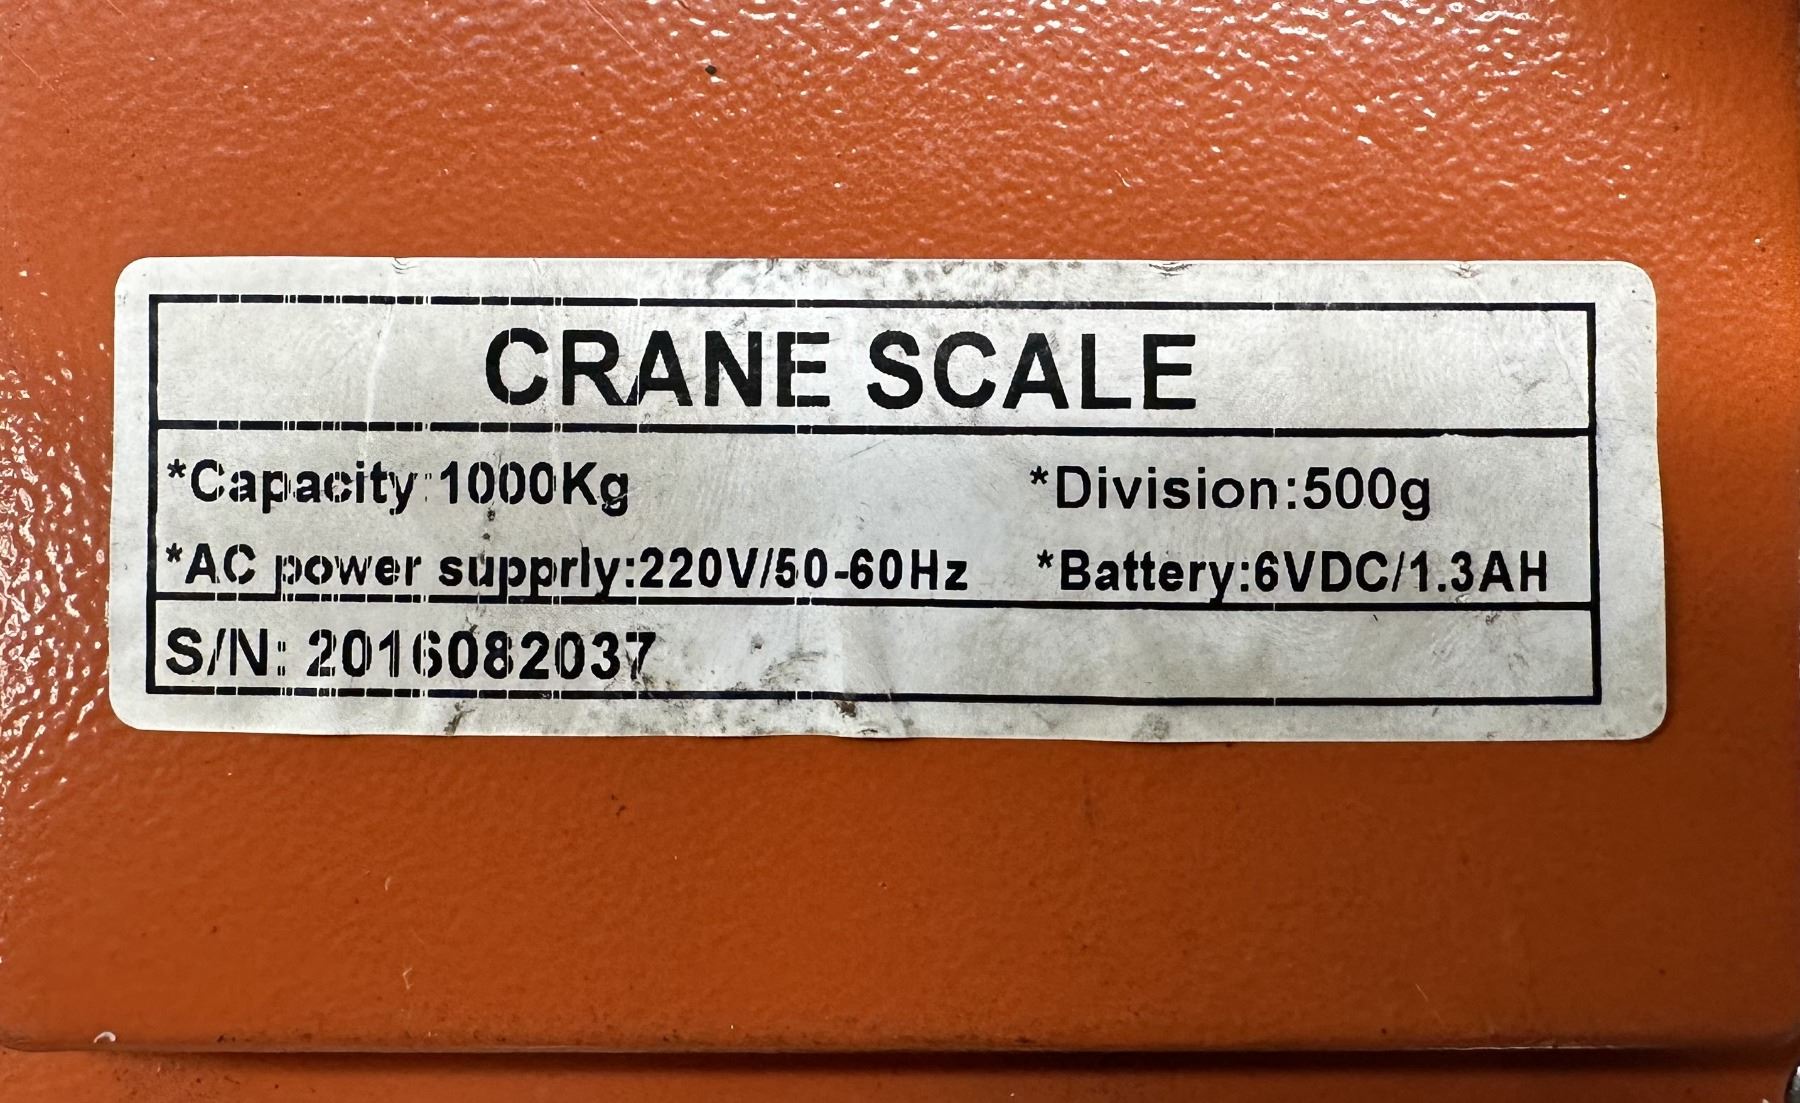 CRANE SCALE
*Capacity:1000Kg *Division:500g
*AC power supprly:220V/50-60Hz *Battery:6VDC/1.3AH
S/N: 2016082037